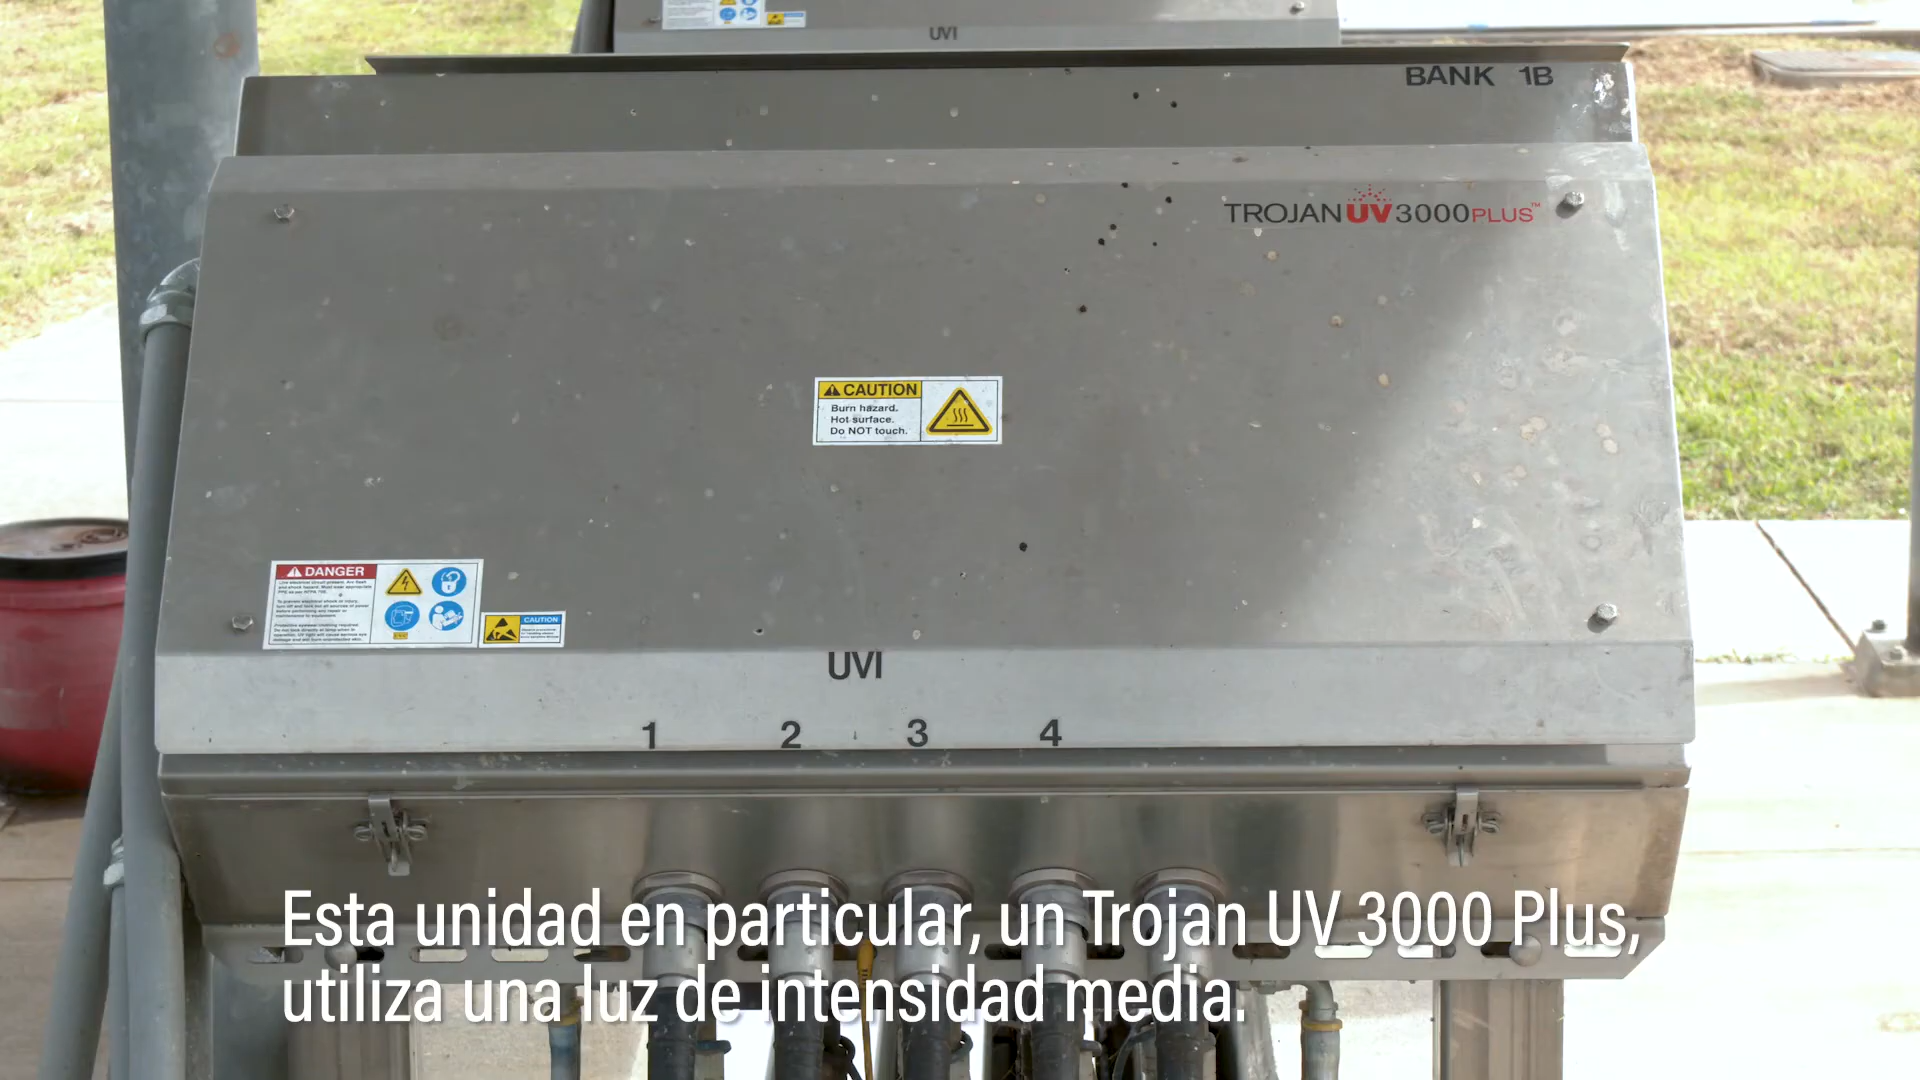 UVI
BANK 1B
TROJANUV3000PLUS™
CAUTION
Burn hazard.
Hot surface.
Do NOT touch.
DANGER
CAUTION
UVI
1 2 3 4
Esta unidad en particular, un Trojan UV 3000 Plus,
utiliza una luz de intensidad media.